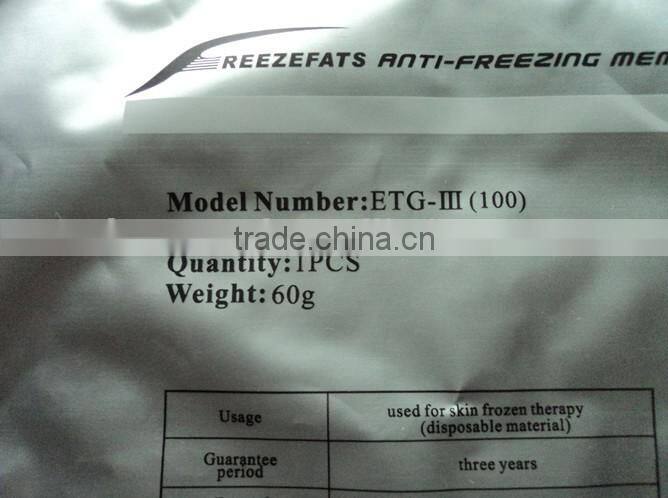 FREEZEFATS ANTI-FREEZING MEM
Model Number:ETG-III (100)
trade.china.cn
Quantity:1PCS
Weight: 60g
Usage
used for skin frozen therapy
(disposable material)
Guarantee
period
three years